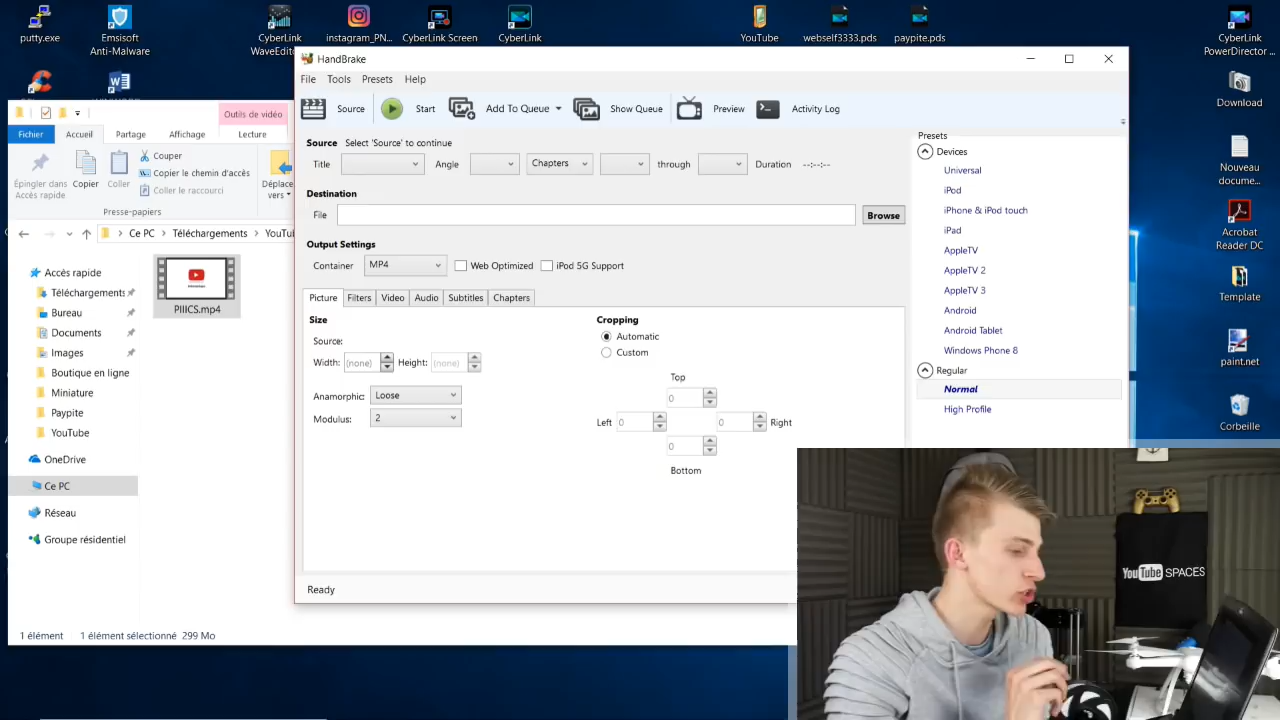 putty.exe
Emisoft
Anti-Malware
CyberLink
WaveEdito
instagram_PN...
CyberLink Screen
CyberLink
YouTube
webself3333.pds
paypite.pds
CyberLink
PowerDirector ...
HandBrake
File Tools Presets Help
Source Start Add To Queue Show Queue Preview Activity Log
Source Select 'Source' to continue
Title Angle Chapters through Duration --:--:--
Destination
File Browse
Output Settings
Container MP4 Web Optimized iPod 5G Support
Picture Filters Video Audio Subtitles Chapters
Size
Source:
Width: (none) Height: (none)
Anamorphic: Loose
Modulus: 2
Cropping
Automatic
Custom
Top
0
Left 0 0 Right
0
Bottom
Ready
Presets
Devices
Universal
iPod
iPhone & iPod touch
iPad
AppleTV
AppleTV 2
AppleTV 3
Android
Android Tablet
Windows Phone 8
Regular
Normal
High Profile
Outils de vidéo
Fichier Accueil Partage Affichage Lecture
Épingler dans
Accès rapide
Copier
Coller
Couper
Copier le chemin d'accès
Coller le raccourci
Déplace
vers
Presse-papiers
Ce PC Téléchargements YouTu
Accès rapide
Téléchargements
Bureau
Documents
Images
Boutique en ligne
Miniature
Paypite
YouTube
OneDrive
Ce PC
Réseau
Groupe résidentiel
PIIICS.mp4
1 élément 1 élément sélectionné 299 Mo
Download
Nouveau
docume...
Acrobat
Reader DC
Template
paint.net
Corbeille
YouTube SPACES